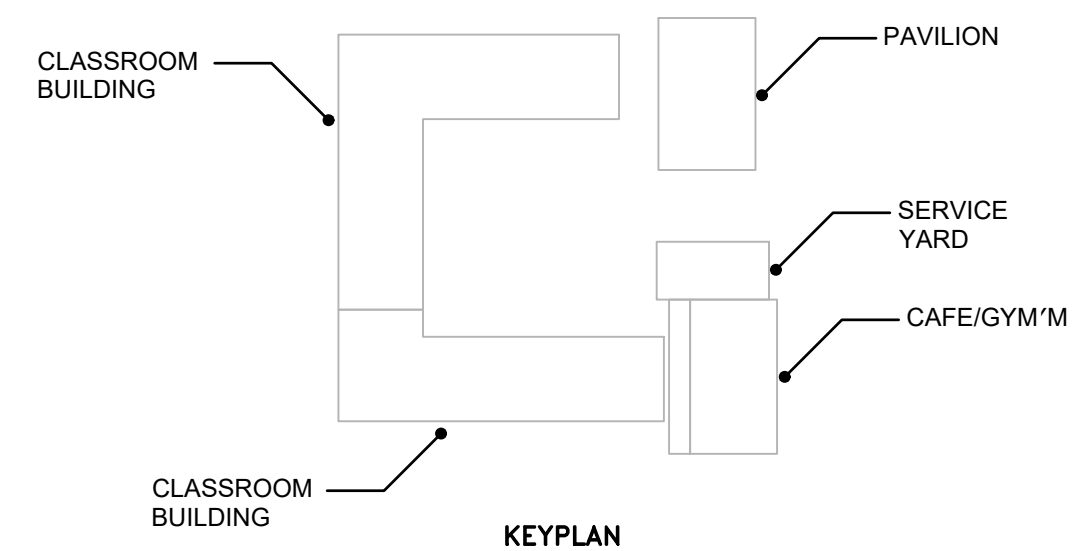 CLASSROOM
BUILDING
PAVILION
SERVICE
YARD
CAFE/GYM′M
CLASSROOM
BUILDING
KEYPLAN